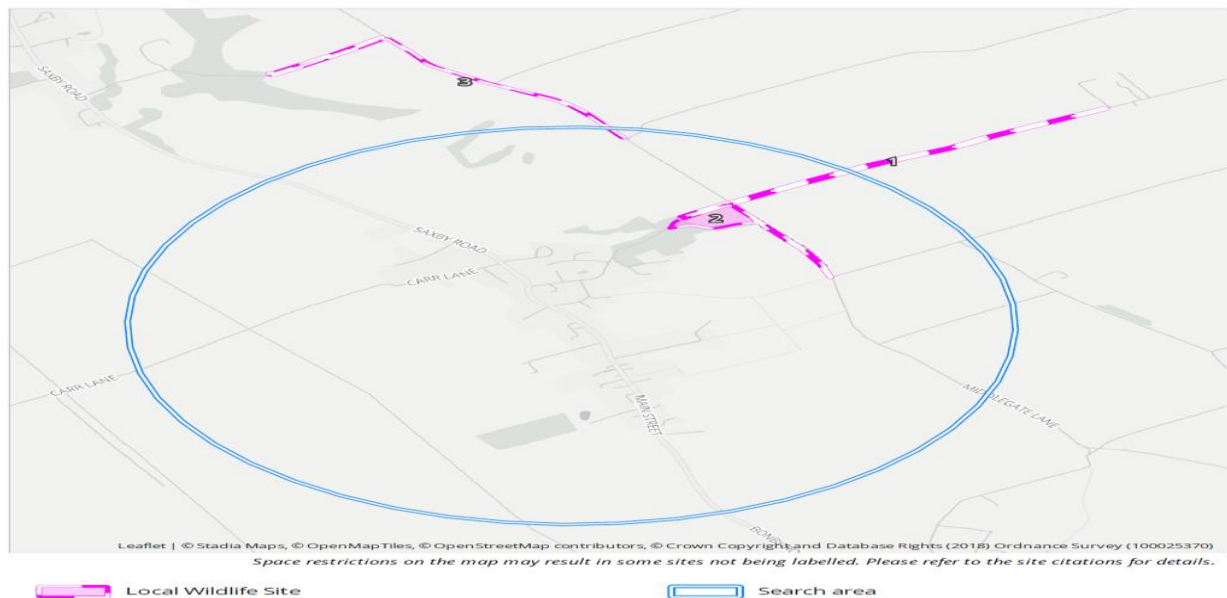 SAXBY ROAD
3
1
2
SAXBY ROAD
CARR LANE
CARR LANE
MIDDLEGATE LANE
MAIN STREET
Leaflet | © Stadia Maps, © OpenMapTiles, © OpenStreetMap contributors, © Crown Copyright and Database Rights (2018) Ordnance Survey (100025370)
Space restrictions on the map may result in some sites not being labelled. Please refer to the site citations for details.
Local Wildlife Site
Search area